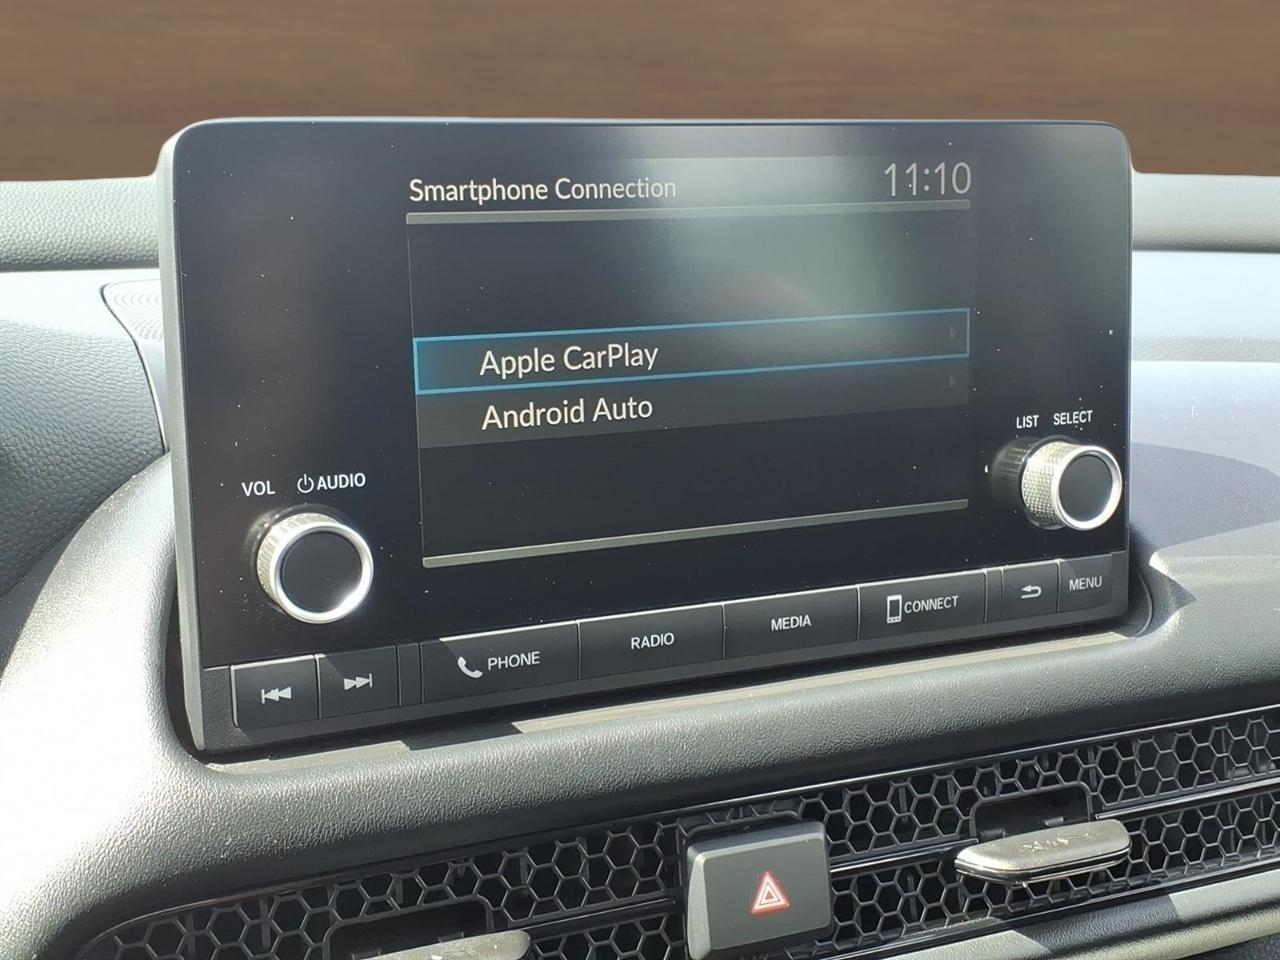 Smartphone Connection 11:10
Apple CarPlay
Android Auto
LIST SELECT
VOL AUDIO
PHONE RADIO MEDIA CONNECT MENU